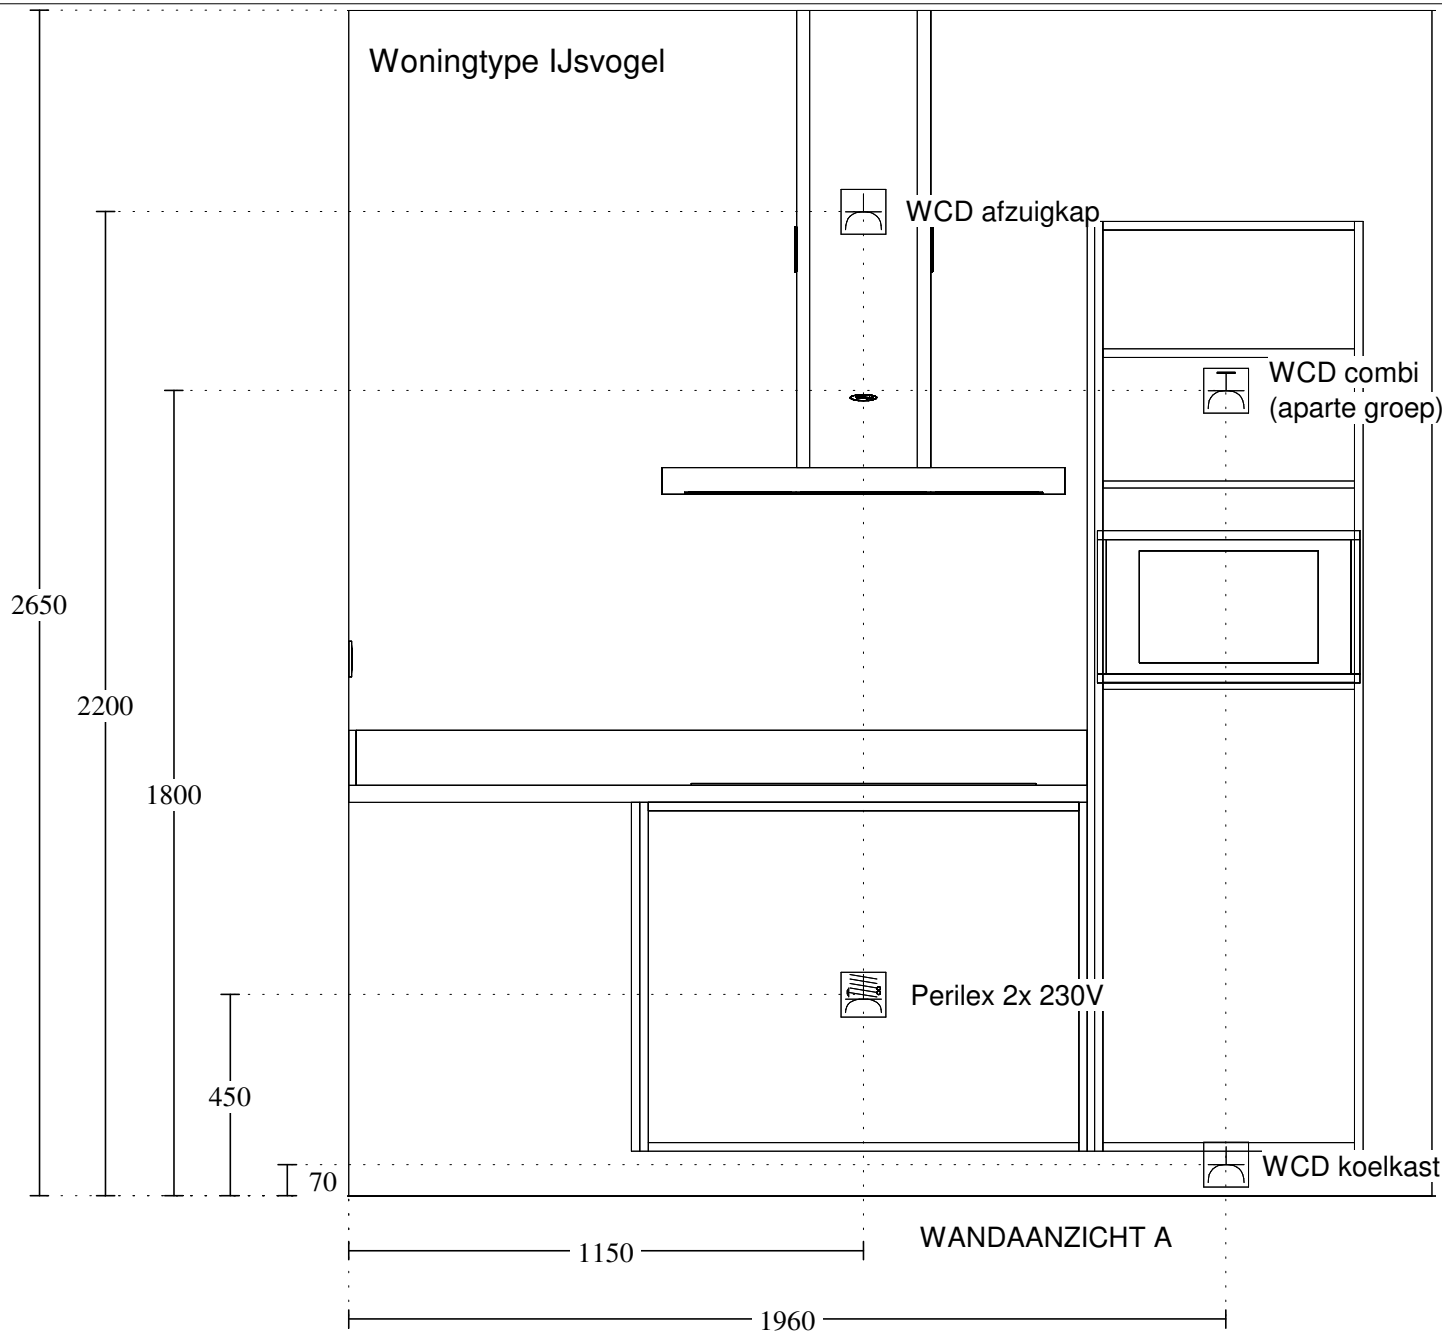 Woningtype IJsvogel
WCD afzuigkap
WCD combi
(aparte groep)
2650
2200
1800
Perilex 2x 230V
450
WCD koelkast
70
WANDAANZICHT A
1150
1960